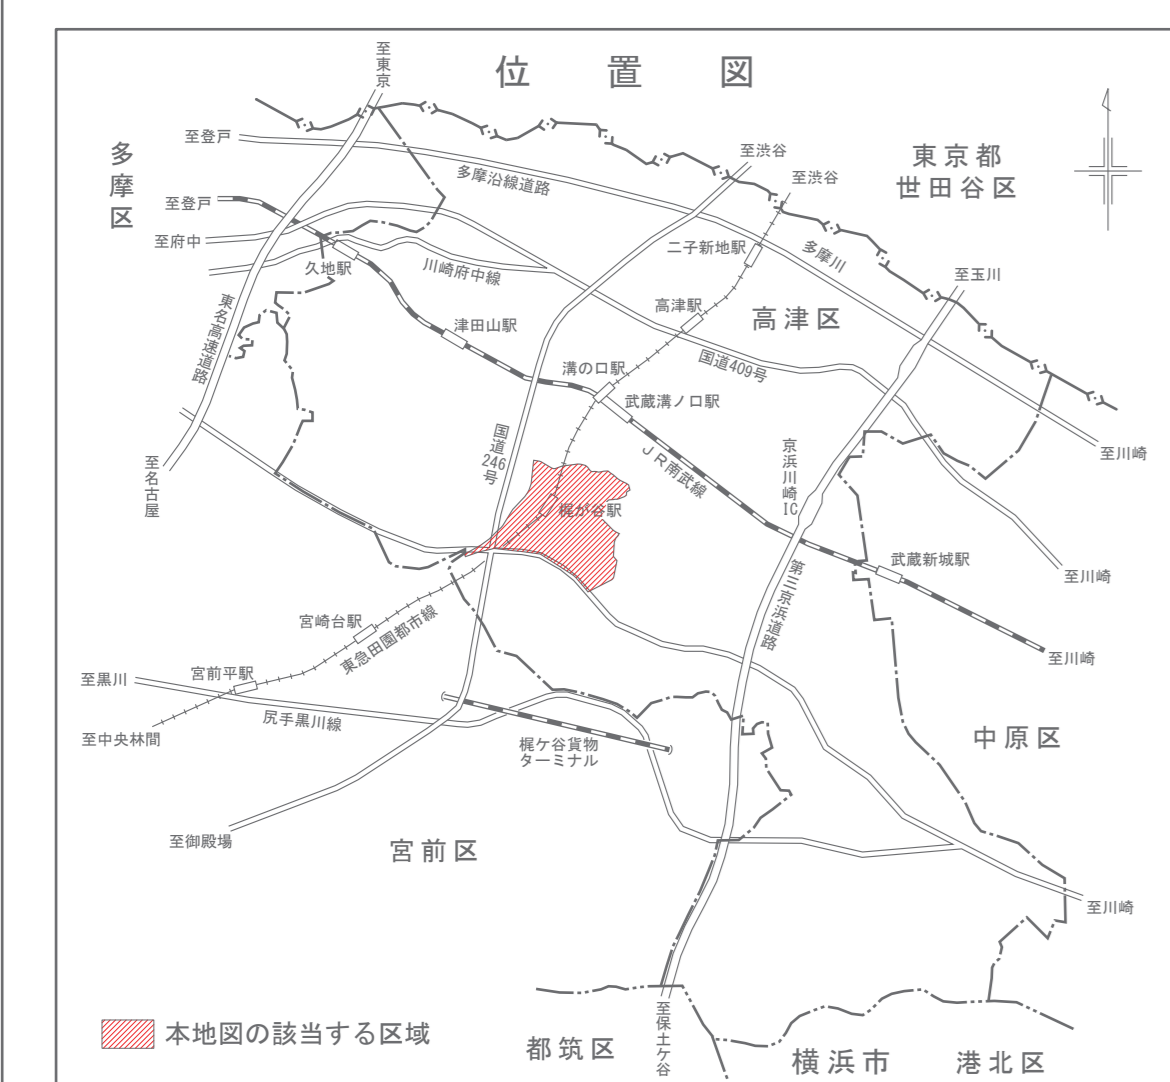 位置図
至東京
多摩区
至登戸
多摩沿線道路
至渋谷
至渋谷
東京都
世田谷区
至登戸
至府中
久地駅
川崎府中線
二子新地駅
多摩川
至玉川
東名高速道路
津田山駅
高津駅
高津区
国道409号
溝の口駅
武蔵溝ノ口駅
至名古屋
国道246号
JR南武線
京浜川崎IC
至川崎
梶が谷駅
武蔵新城駅
至川崎
第三京浜道路
宮崎台駅
東急田園都市線
至川崎
宮前平駅
至黒川
尻手黒川線
至中央林間
梶ケ谷貨物
ターミナル
中原区
至御殿場
宮前区
至川崎
本地図の該当する区域
都筑区
至保土ケ谷
横浜市
港北区